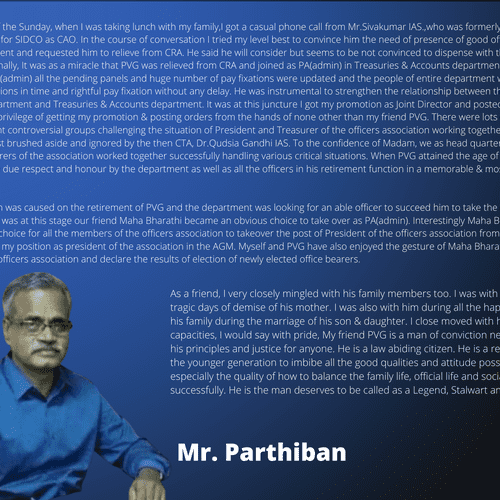 f the Sunday, when I was taking lunch with my family,I got a casual phone call from Mr.Sivakumar IAS.,who was formerly
for SIDCO as CAO. In the course of conversation I tried my level best to convince him the need of presence of good of
ent and requested him to relieve from CRA. He said he will consider but seems to be not convinced to dispense with th
nally, It was as a miracle that PVG was relieved from CRA and joined as PA(admin) in Treasuries & Accounts department
(admin) all the pending panels and huge number of pay fixations were updated and the people of entire department w
ions in time and rightful pay fixation without any delay. He was instrumental to strengthen the relationship between th
artment and Treasuries & Accounts department. It was at this juncture I got my promotion as Joint Director and posted
privilege of getting my promotion & posting orders from the hands of none other than my friend PVG. There were lots
nt controversial groups challenging the situation of President and Treasurer of the officers association working togethe
st brushed aside and ignored by the then CTA, Dr.Qudsia Gandhi IAS. To the confidence of Madam, we as head quarter
rers of the association worked together successfully handling various critical situations. When PVG attained the age of
due respect and honour by the department as well as all the officers in his retirement function in a memorable & mo
n was caused on the retirement of PVG and the department was looking for an able officer to succeed him to take the
was at this stage our friend Maha Bharathi became an obvious choice to take over as PA(admin). Interestingly Maha B
choice for all the members of the officers association to takeover the post of President of the officers association from
my position as president of the association in the AGM. Myself and PVG have also enjoyed the gesture of Maha Bharat
officers association and declare the results of election of newly elected office bearers.
As a friend, I very closely mingled with his family members too. I was with
tragic days of demise of his mother. I was also with him during all the hap
his family during the marriage of his son & daughter. I close moved with h
capacities, I would say with pride, My friend PVG is a man of conviction ne
his principles and justice for anyone. He is a law abiding citizen. He is a re
the younger generation to imbibe all the good qualities and attitude poss
especially the quality of how to balance the family life, official life and soci
successfully. He is the man deserves to be called as a Legend, Stalwart an
Mr. Parthiban